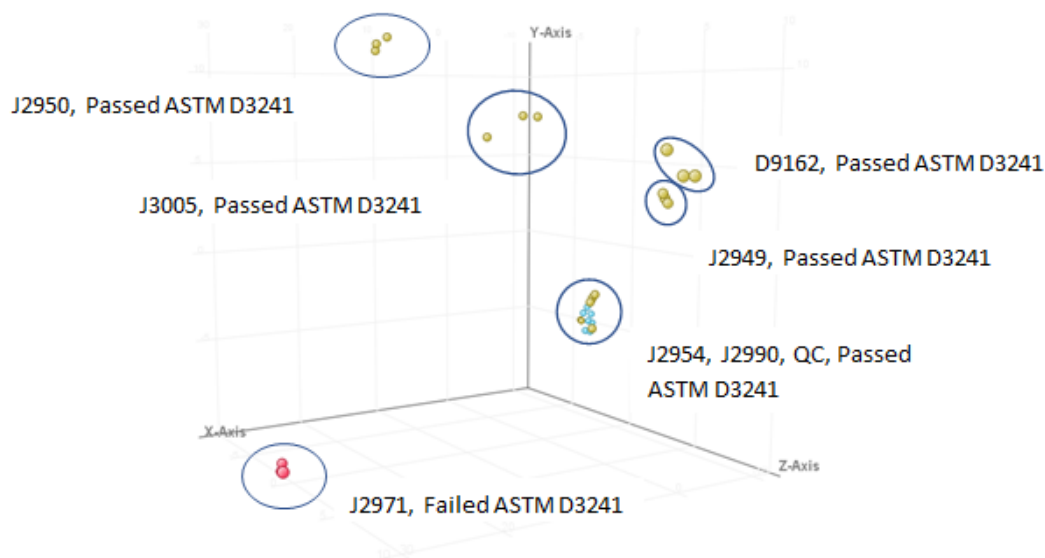 Y-Axis
J2950, Passed ASTM D3241
D9162, Passed ASTM D3241
J3005, Passed ASTM D3241
J2949, Passed ASTM D3241
J2954, J2990, QC, Passed
ASTM D3241
X-Axis
Z-Axis
J2971, Failed ASTM D3241